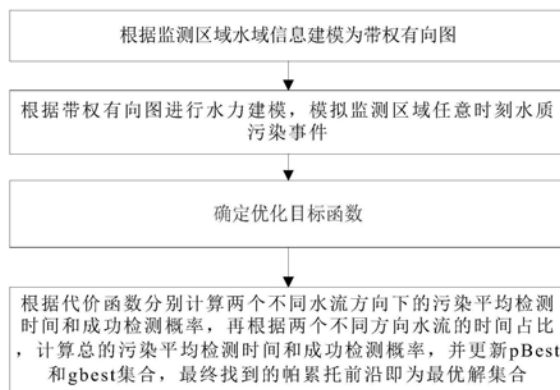 根据监测区域水域信息建模为带权有向图
根据带权有向图进行水力建模，模拟监测区域任意时刻水质
污染事件
确定优化目标函数
根据代价函数分别计算两个不同水流方向下的污染平均检测
时间和成功检测概率，再根据两个不同方向水流的时间占比
，计算总的污染平均检测时间和成功检测概率，并更新pBest
和gbest集合，最终找到的帕累托前沿即为最优解集合